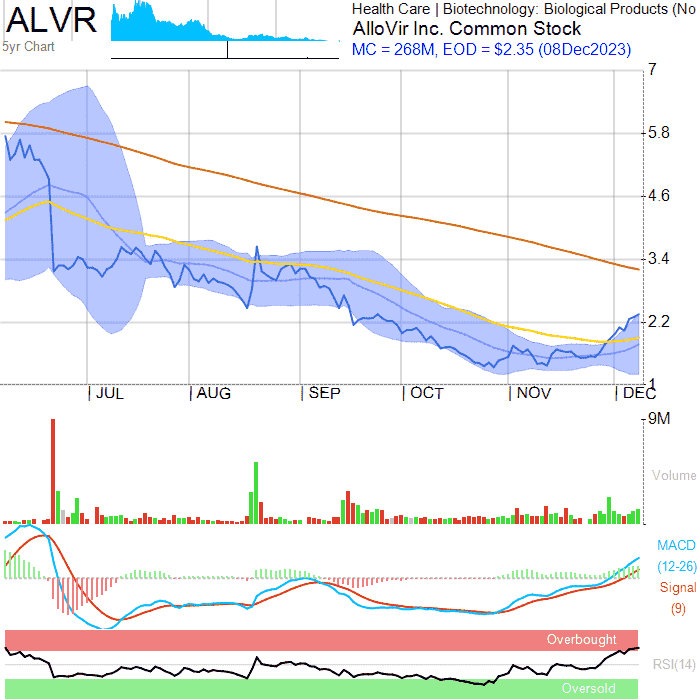 ALVR
5yr Chart
Health Care | Biotechnology: Biological Products (No
AlloVir Inc. Common Stock
MC = 268M, EOD = $2.35 (08Dec2023)
7
5.8
4.6
3.4
2.2
1
JUL AUG SEP OCT NOV DEC
9M
Volume
MACD
(12-26)
Signal
(9)
Overbought
RSI(14)
Oversold